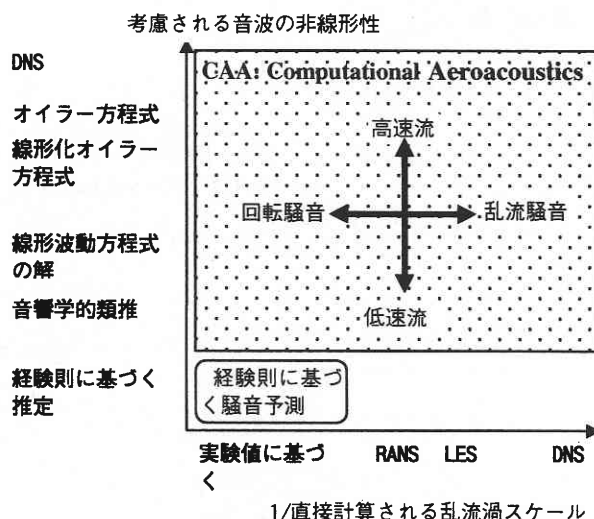 考慮される音波の非線形性
DNS
CAA: Computational Aeroacoustics
オイラー方程式
高速流
線形化オイラー
方程式
回転騒音
乱流騒音
線形波動方程式
の解
音響学的類推
低速流
経験則に基づく
推定
経験則に基づ
く騒音予測
実験値に基づ
く
RANS
LES
DNS
1/直接計算される乱流渦スケール